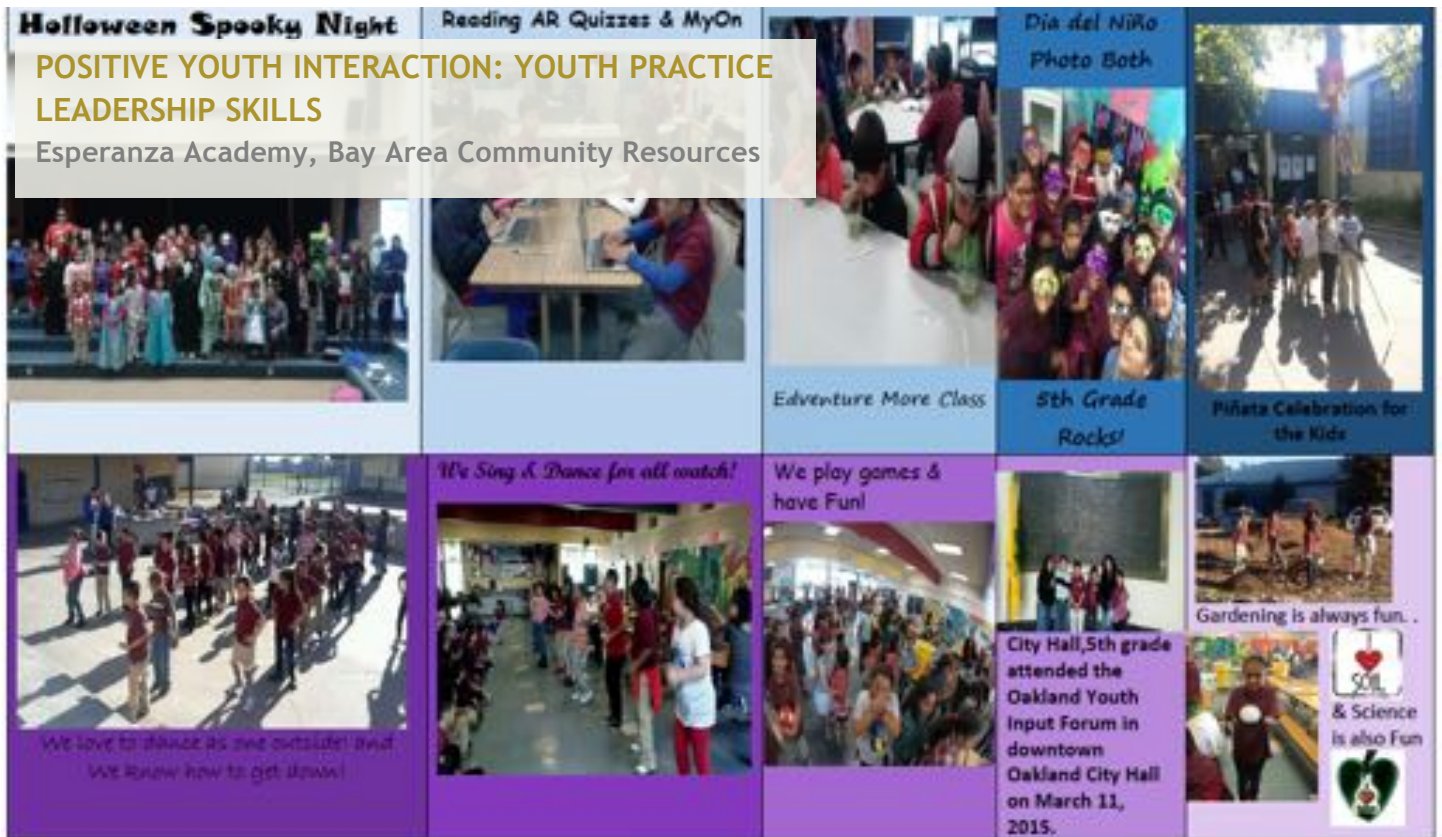 Holloween Spooky Night
Reading AR Quizzes & MyOn
POSITIVE YOUTH INTERACTION: YOUTH PRACTICE
LEADERSHIP SKILLS
Esperanza Academy, Bay Area Community Resources
Dia del Niño
Photo Both
Edventure More Class
5th Grade
Rocks!
Piñata Celebration for
the Kids
We love to dance as one outside! and
We know how to get down!
We Sing & Dance for all watch!
We play games &
have Fun!
City Hall,5th grade
attended the
Oakland Youth
Input Forum in
downtown
Oakland City Hall
on March 11,
2015.
Gardening is always fun. .
SOIL
& Science
is also Fun